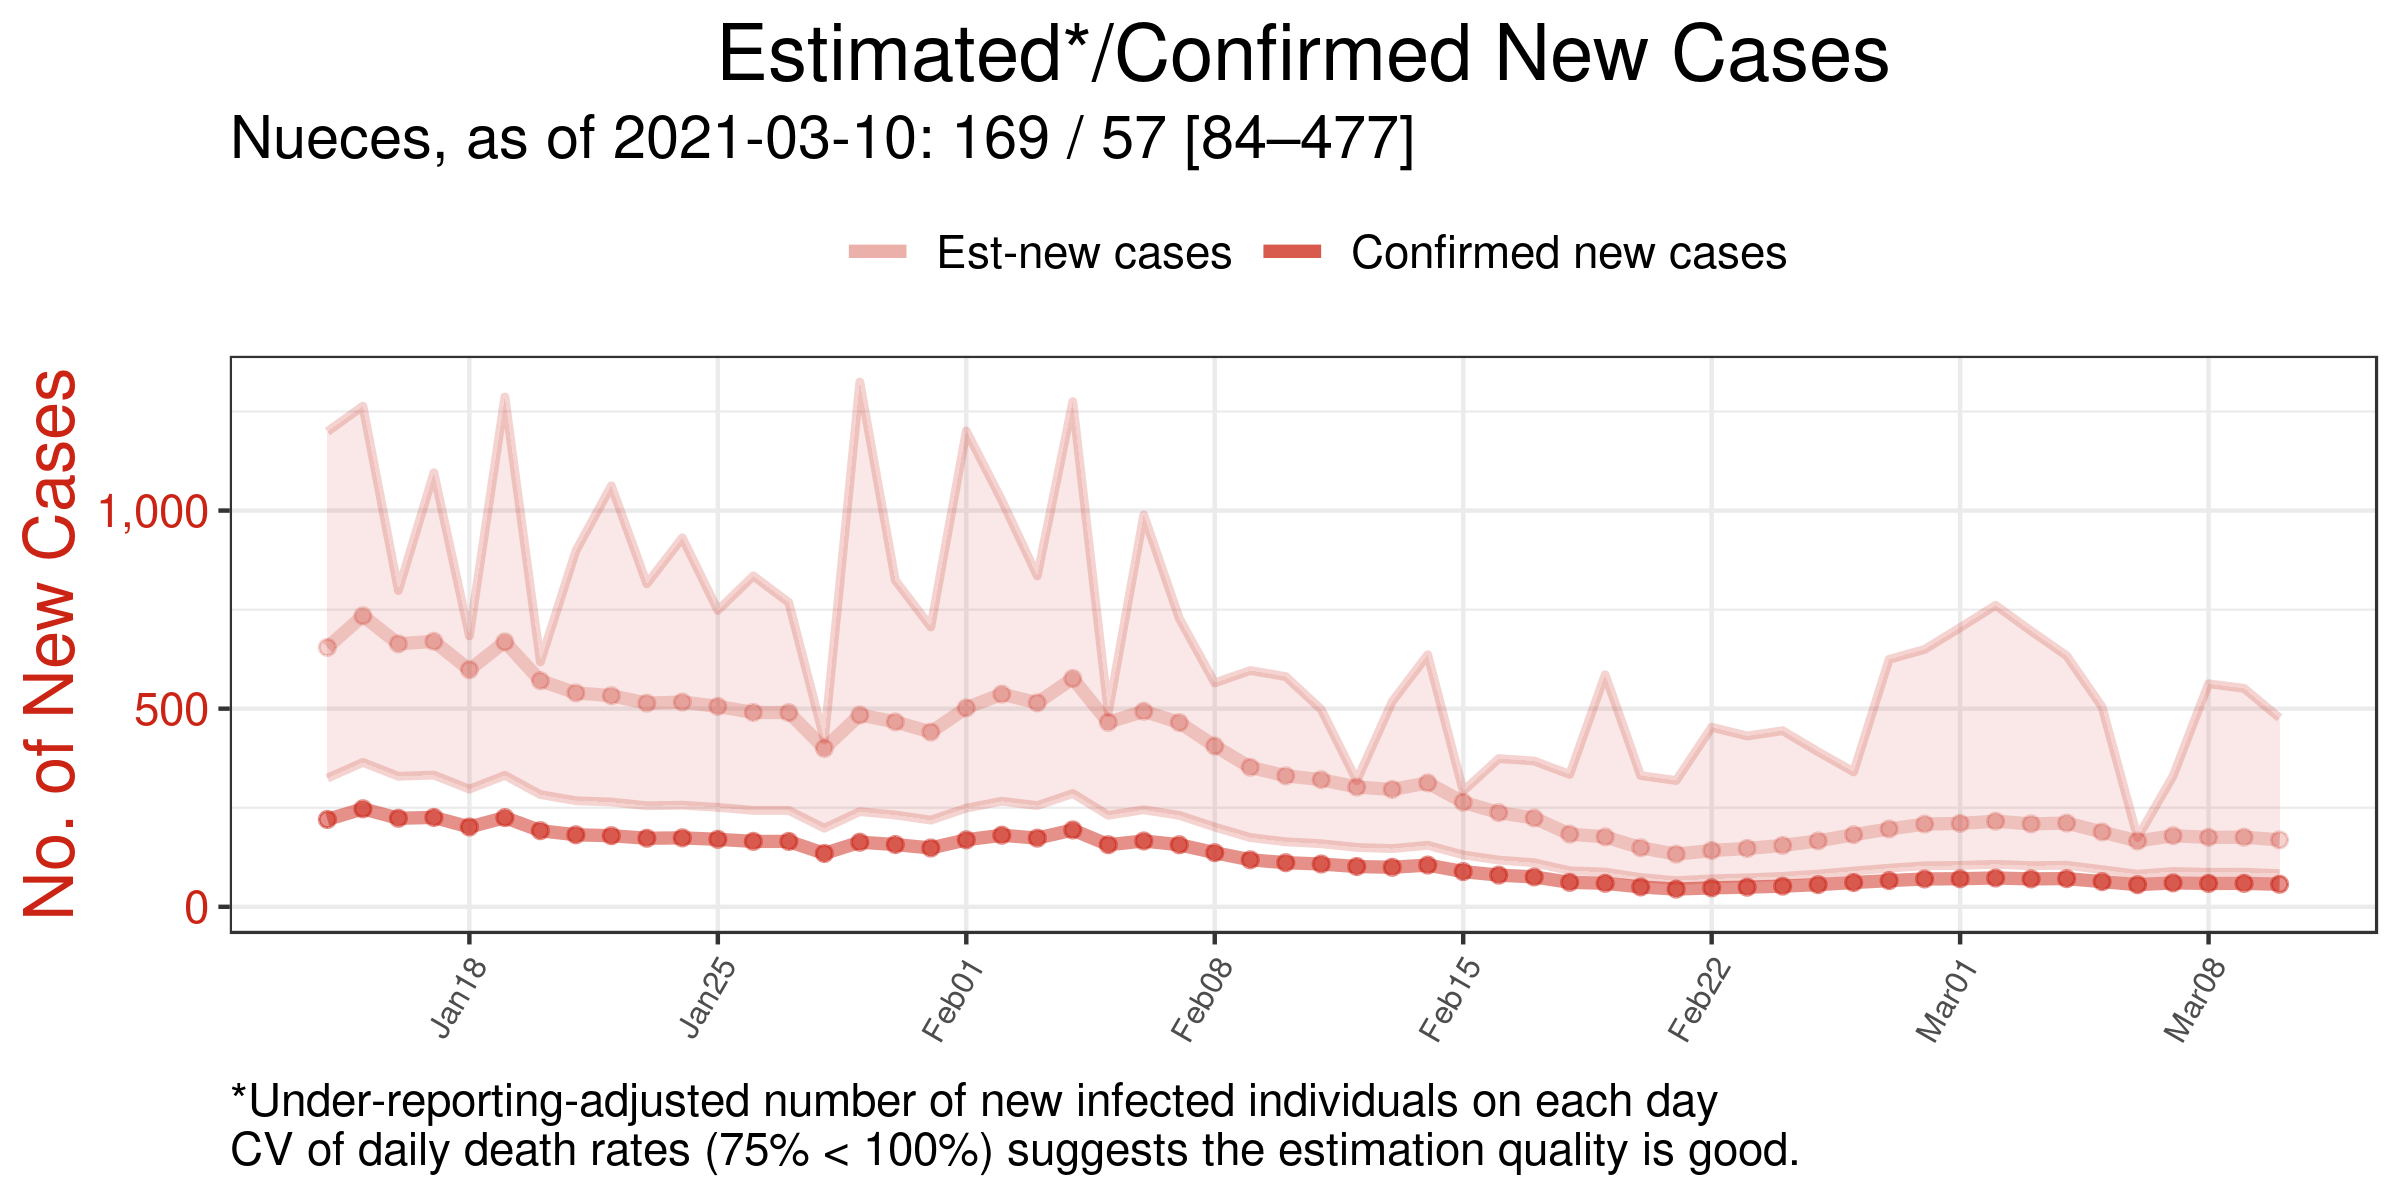 Estimated*/Confirmed New Cases
Nueces, as of 2021-03-10: 169 / 57 [84–477]
Est-new cases Confirmed new cases
No. of New Cases
1,000
500
0
Jan18 Jan25 Feb01 Feb08 Feb15 Feb22 Mar01 Mar08
*Under-reporting-adjusted number of new infected individuals on each day
CV of daily death rates (75% < 100%) suggests the estimation quality is good.